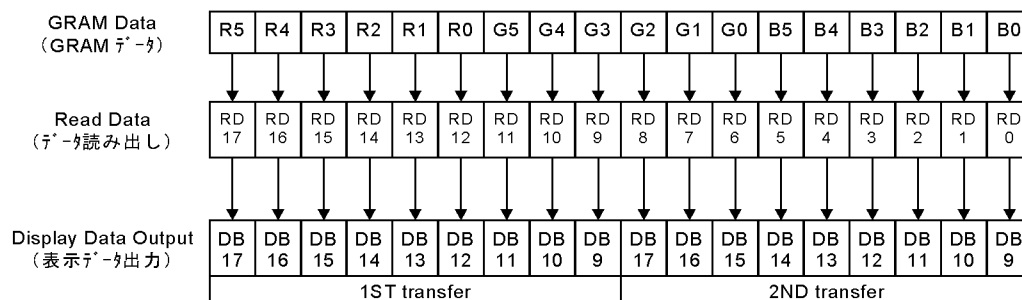 GRAM Data
(GRAM ﾃﾞｰﾀ)
R5 R4 R3 R2 R1 R0 G5 G4 G3 G2 G1 G0 B5 B4 B3 B2 B1 B0
Read Data
(ﾃﾞｰﾀ読み出し)
RD RD RD RD RD RD RD RD RD RD RD RD RD RD RD RD RD RD
17 16 15 14 13 12 11 10 9 8 7 6 5 4 3 2 1 0
Display Data Output
(表示ﾃﾞｰﾀ出力)
DB DB DB DB DB DB DB DB DB DB DB DB DB DB DB DB DB DB
17 16 15 14 13 12 11 10 9 17 16 15 14 13 12 11 10 9
1ST transfer 2ND transfer